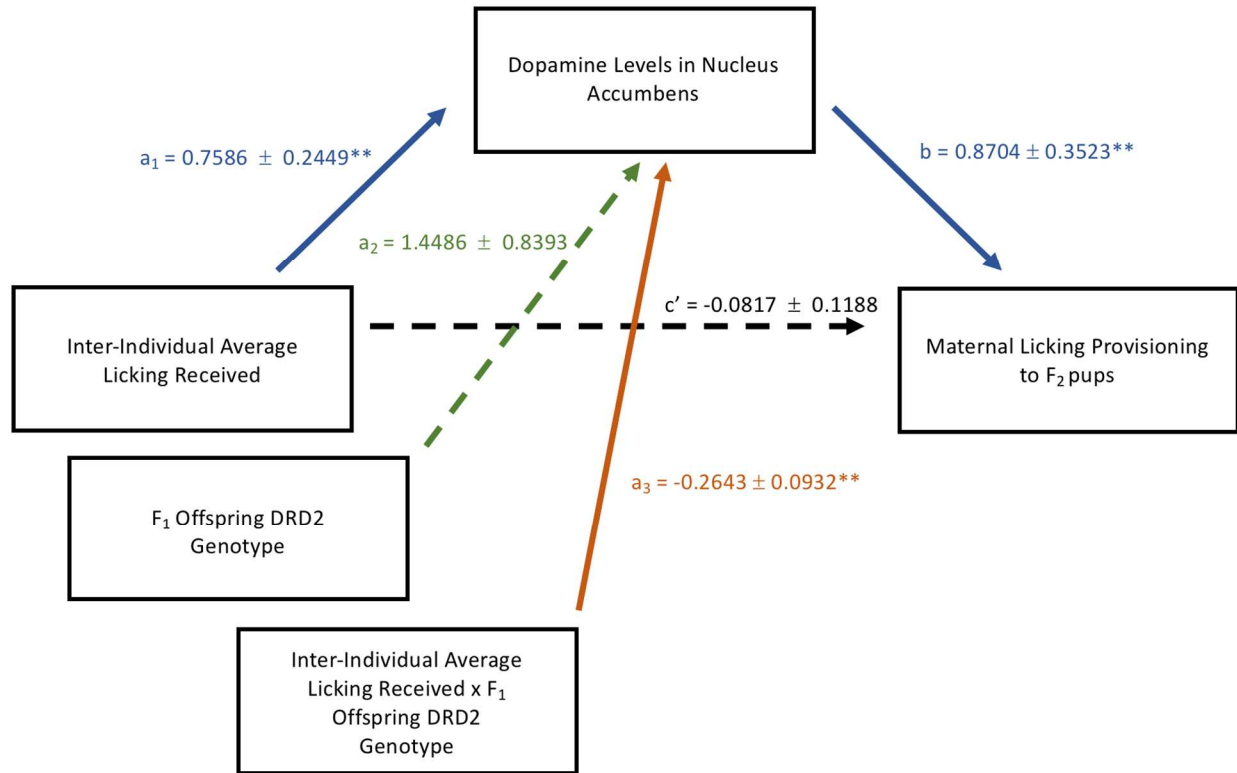 Dopamine Levels in Nucleus
Accumbens
a₁ = 0.7586 ± 0.2449**
b = 0.8704 ± 0.3523**
a₂ = 1.4486 ± 0.8393
c’ = -0.0817 ± 0.1188
Inter-Individual Average
Licking Received
Maternal Licking Provisioning
to F₂ pups
a₃ = -0.2643 ± 0.0932**
F₁ Offspring DRD2
Genotype
Inter-Individual Average
Licking Received x F₁
Offspring DRD2
Genotype